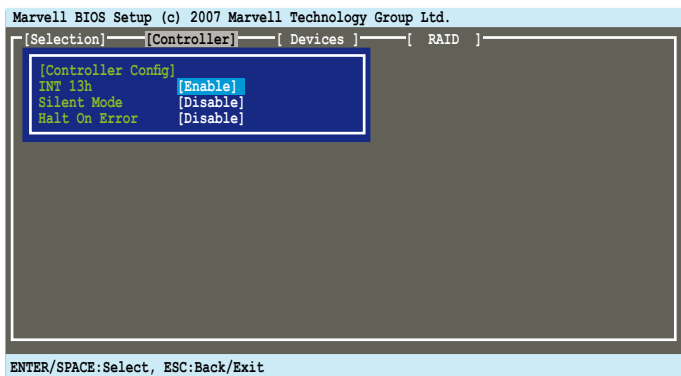 Marvell BIOS Setup (c) 2007 Marvell Technology Group Ltd.
[Selection] [Controller] [ Devices ] [ RAID ]
[Controller Config]
INT 13h [Enable]
Silent Mode [Disable]
Halt On Error [Disable]
ENTER/SPACE:Select, ESC:Back/Exit